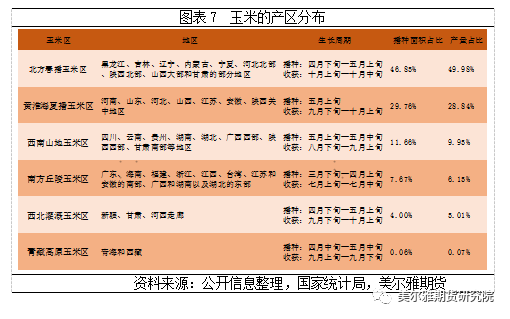 图表 7 玉米的产区分布
玉米区 地区 生长周期 播种面积占比 产量占比
北方春播玉米区 黑龙江、吉林、辽宁、内蒙古、宁夏、河北北部、陕西北部、山西大部和甘肃的部分地区 播种：四月下旬—五月上旬 收获：十月上旬—十月中旬 46.85% 49.98%
黄淮海夏播玉米区 河南、山东、河北、山西、江苏、安徽、陕西关中地区 播种：五月上旬 收获：九月下旬—十月上旬 29.76% 28.84%
西南山地玉米区 四川、云南、贵州、湖南、湖北、广西西部、陕西西部、甘肃南部等地区 播种：五月上旬—五月中旬 收获：八月下旬—九月上旬 11.66% 9.95%
南方丘陵玉米区 广东、海南、福建、浙江、江西、台湾、江苏和安徽的南部、广西和湖南以及湖北的东部 播种：三月下旬—四月上旬 收获：七月上旬—七月中旬 7.67% 6.15%
西北灌溉玉米区 新疆、甘肃、河西走廊 播种：四月下旬—五月上旬 收获：九月下旬—十月上旬 4.00% 5.01%
青藏高原玉米区 青海和西藏 播种：四月中旬—五月中旬 收获：九月上旬—九月下旬 0.06% 0.07%
资料来源：公开信息整理，国家统计局，美尔雅期货
美尔雅期货研究院